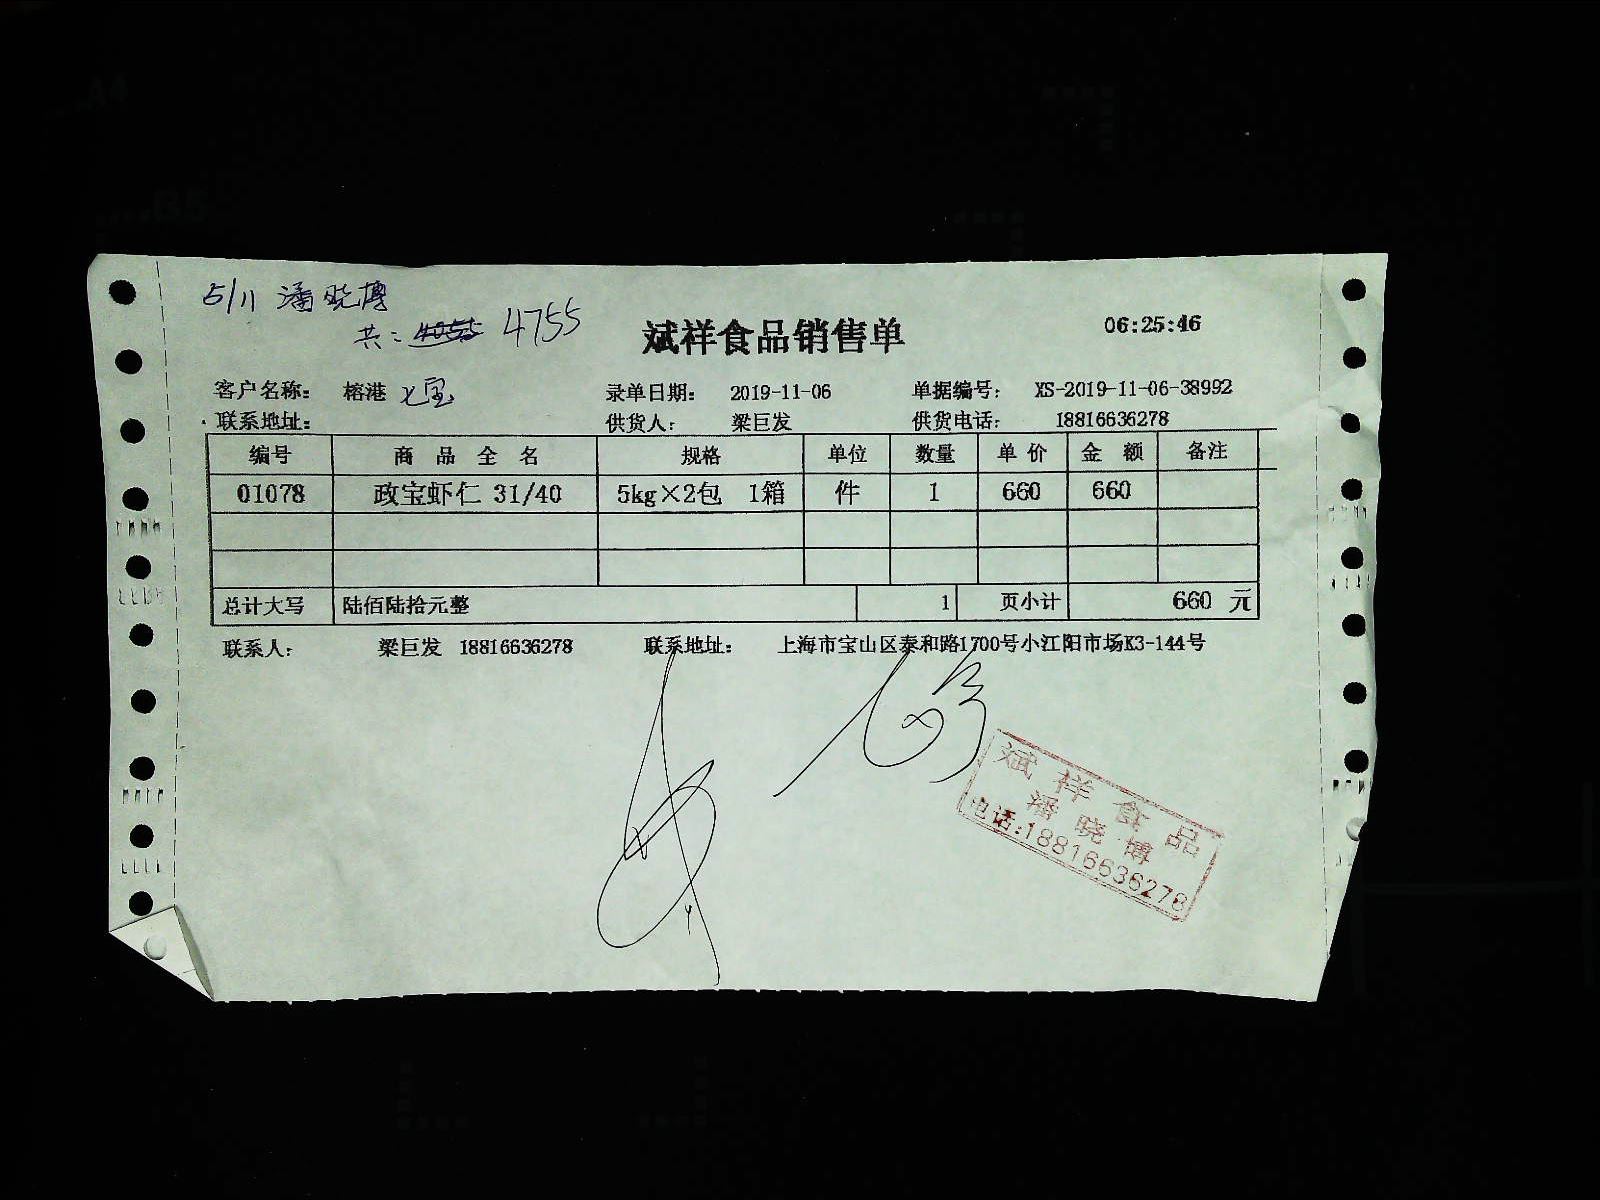 5/11 潘晓博
共: 4055 4755
斌祥食品销售单 06:25:46
客户名称: 榕港 七宝 录单日期: 2019-11-06 单据编号: XS-2019-11-06-38992
联系地址: 供货人: 梁巨发 供货电话: 18816636278
编号 商品全名 规格 单位 数量 单价 金额 备注
01078 政宝虾仁 31/40 5kg×2包 1箱 件 1 660 660
总计大写 陆佰陆拾元整 1 页小计 660 元
联系人: 梁巨发 18816636278 联系地址: 上海市宝山区泰和路1700号小江阳市场K3-144号
斌祥食品
潘晓博
电话:18816636278